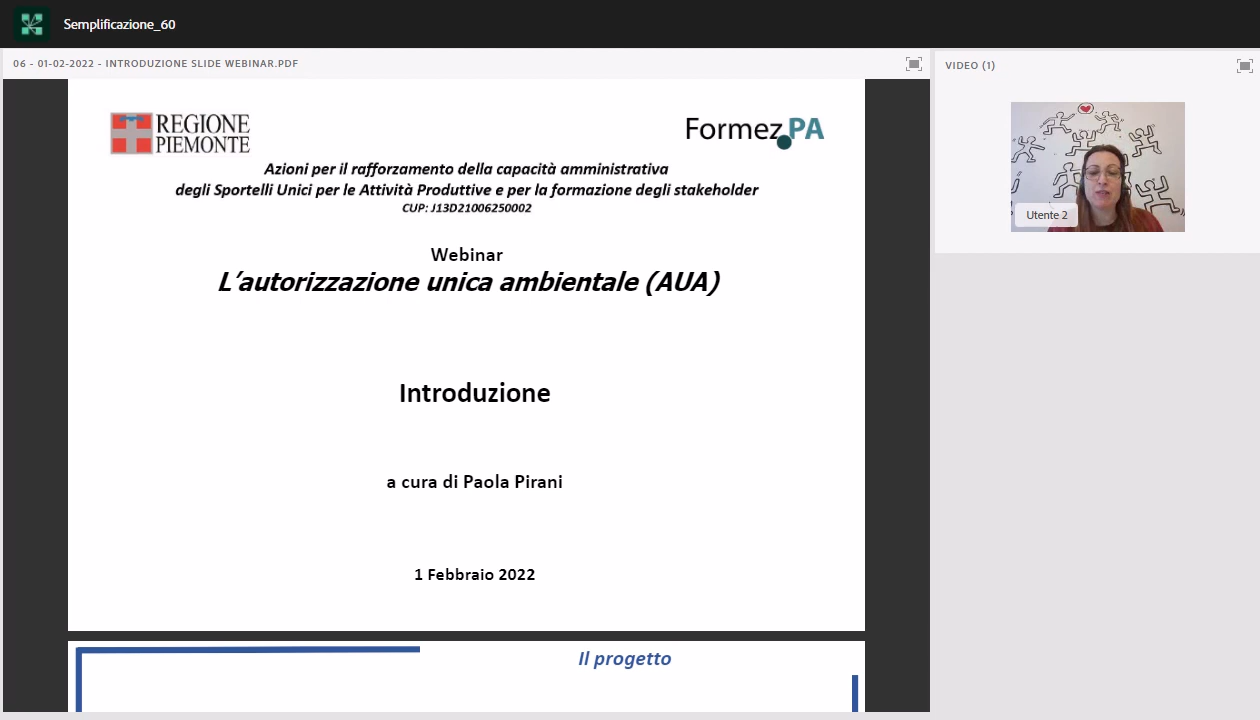 Semplificazione_60
06 - 01-02-2022 - INTRODUZIONE SLIDE WEBINAR.PDF
VIDEO (1)
REGIONE
PIEMONTE
Formez PA
Azioni per il rafforzamento della capacità amministrativa
degli Sportelli Unici per le Attività Produttive e per la formazione degli stakeholder
CUP: J13D21006250002
Webinar
L'autorizzazione unica ambientale (AUA)
Introduzione
a cura di Paola Pirani
1 Febbraio 2022
Il progetto
Utente 2